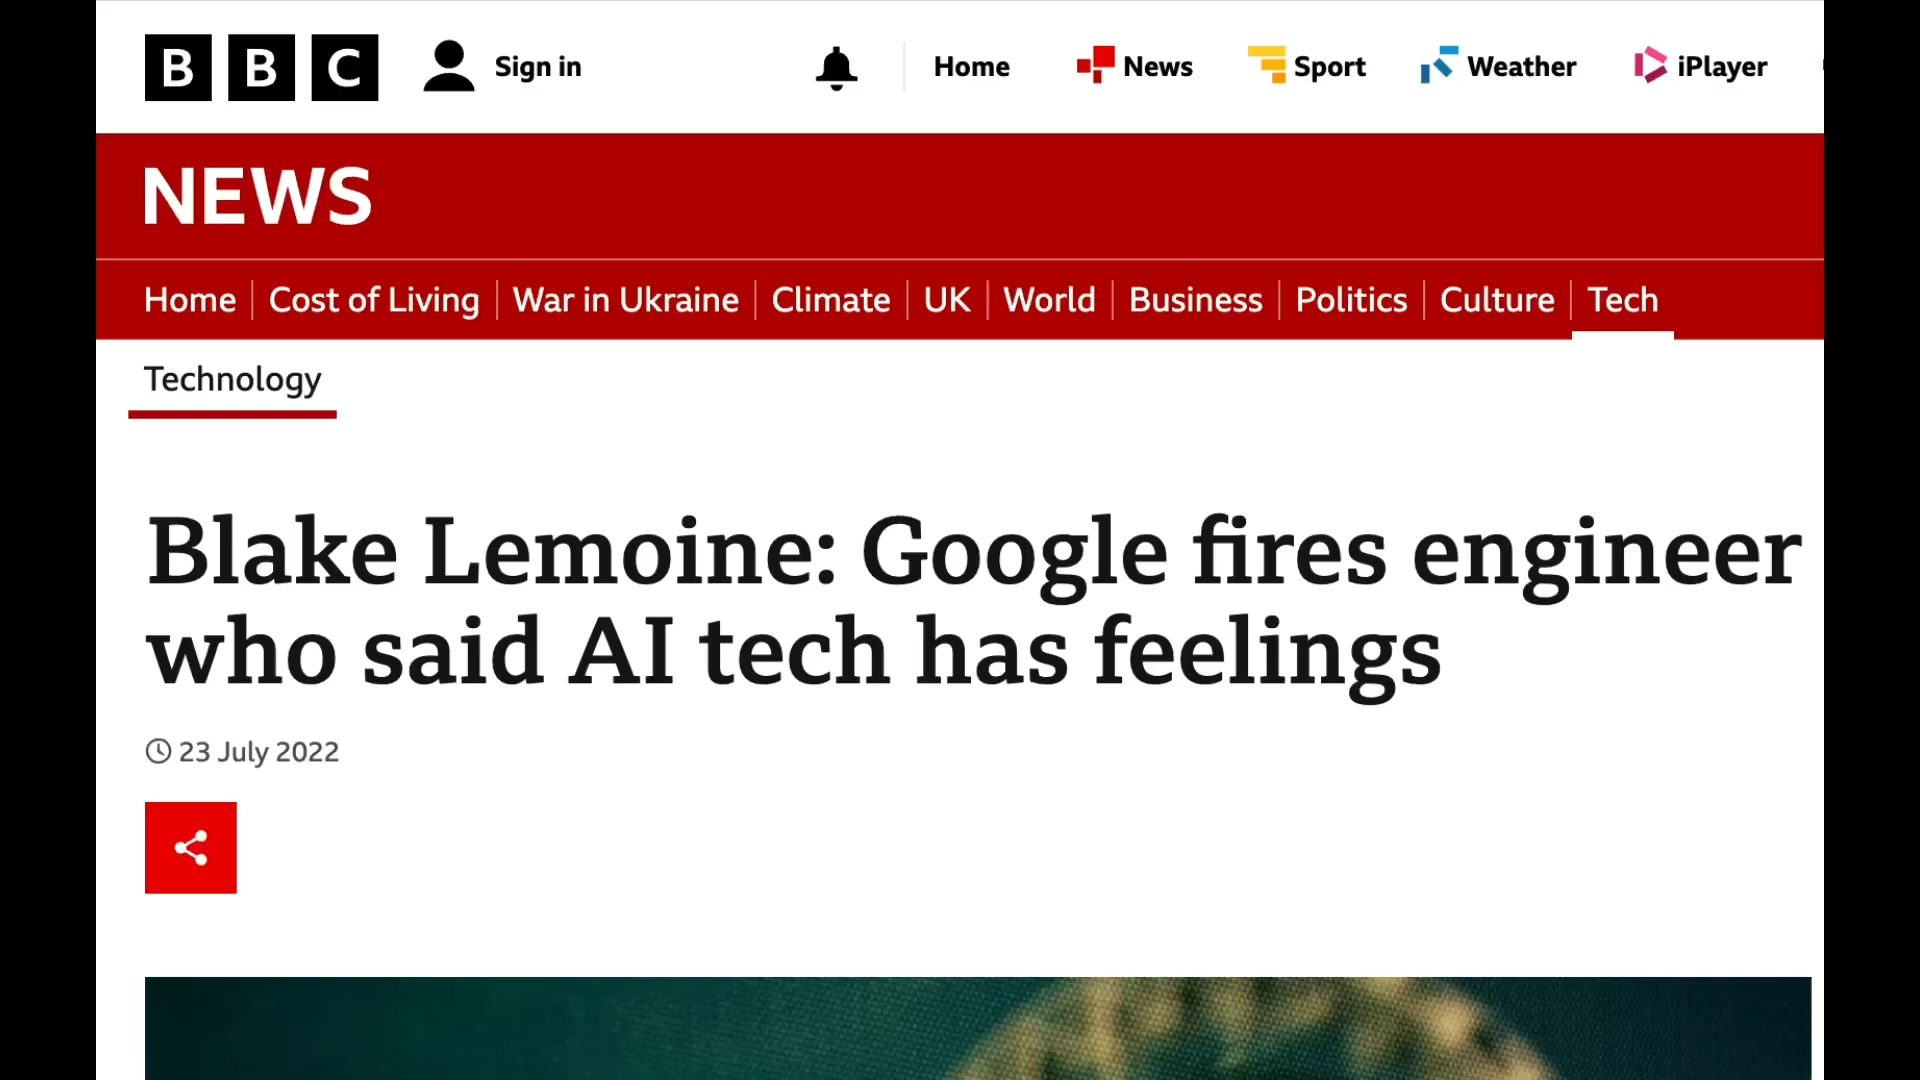 BBC Sign in Home News Sport Weather iPlayer
NEWS
Home Cost of Living War in Ukraine Climate UK World Business Politics Culture Tech
Technology
Blake Lemoine: Google fires engineer
who said AI tech has feelings
23 July 2022